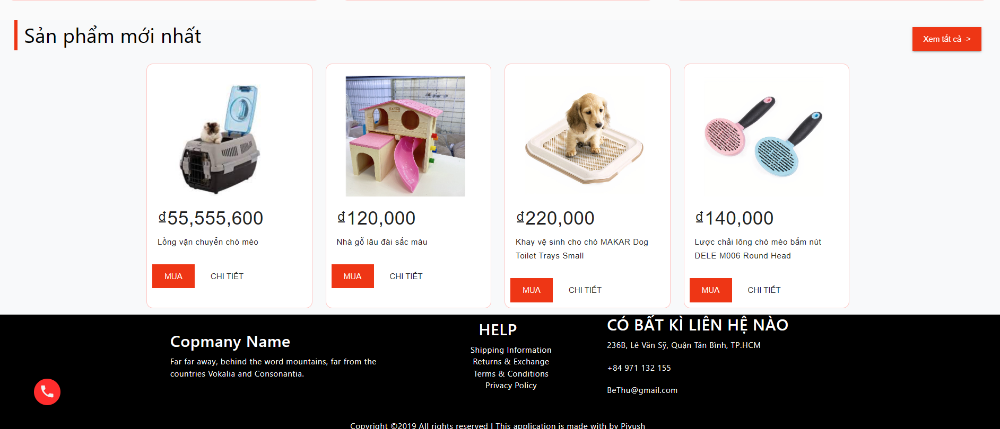 Sản phẩm mới nhất
Xem tất cả ->
₫55,555,600
Lồng vận chuyển chó mèo
MUA
CHI TIẾT
₫120,000
Nhà gỗ lâu đài sắc màu
MUA
CHI TIẾT
₫220,000
Khay vệ sinh cho chó MAKAR Dog
Toilet Trays Small
MUA
CHI TIẾT
₫140,000
Lược chải lông chó mèo bấm nút
DELE M006 Round Head
MUA
CHI TIẾT
Copmany Name
Far far away, behind the word mountains, far from the
countries Vokalia and Consonantia.
HELP
Shipping Information
Returns & Exchange
Terms & Conditions
Privacy Policy
CÓ BẤT KÌ LIÊN HỆ NÀO
236B, Lê Văn Sỹ, Quận Tân Bình, TP.HCM
+84 971 132 155
BeThu@gmail.com
Copyright ©2019 All rights reserved | This application is made with by Piyush